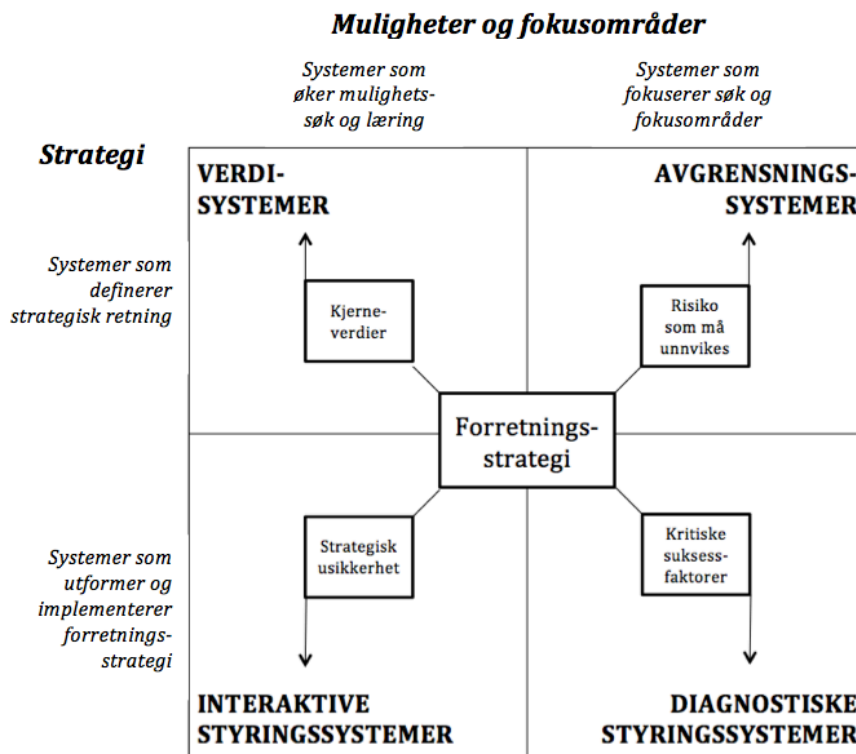 Muligheter og fokusområder
Systemer som
øker mulighets-
søk og læring
Systemer som
fokuserer søk og
fokusområder
Strategi
VERDI-
SYSTEMER
AVGRENSNINGS-
SYSTEMER
Systemer som
definerer
strategisk retning
Kjerne-
verdier
Risiko
som må
unnvikes
Forretnings-
strategi
Systemer som
utformer og
implementerer
forretnings-
strategi
Strategisk
usikkerhet
Kritiske
suksess-
faktorer
INTERAKTIVE
STYRINGSSYSTEMER
DIAGNOSTISKE
STYRINGSSYSTEMER